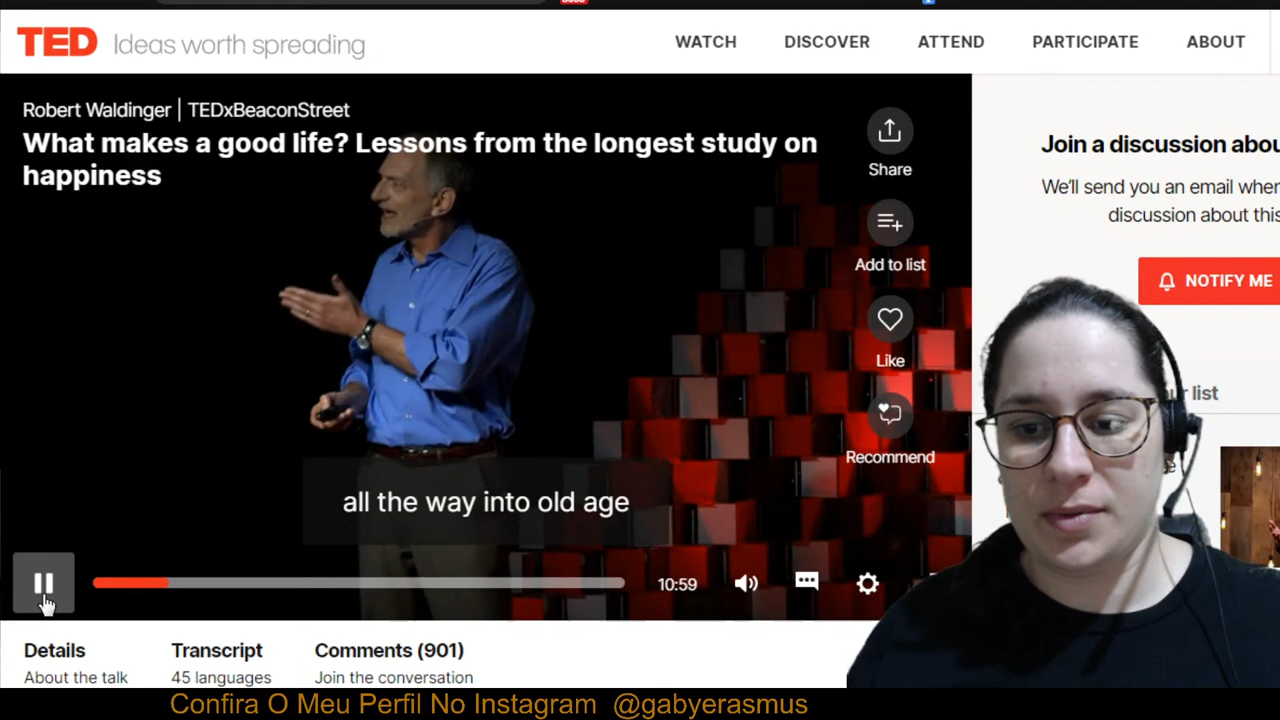 TED Ideas worth spreading
WATCH DISCOVER ATTEND PARTICIPATE ABOUT
Robert Waldinger | TEDxBeaconStreet
What makes a good life? Lessons from the longest study on
happiness
Share
Add to list
Like
Recommend
all the way into old age
10:59
Join a discussion abou
We'll send you an email when
discussion about this
NOTIFY ME
list
Details
About the talk
Transcript
45 languages
Comments (901)
Join the conversation
Confira O Meu Perfil No Instagram @gabyerasmus